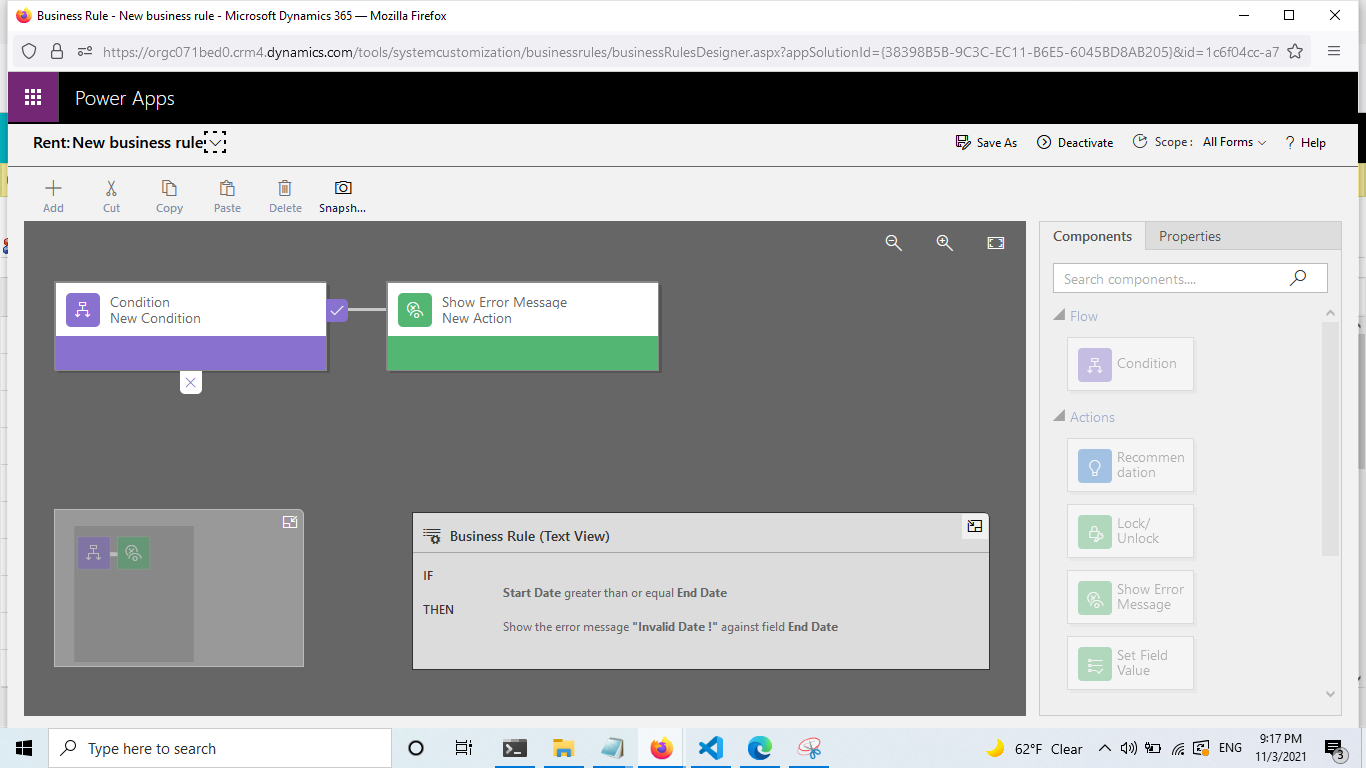 Business Rule - New business rule - Microsoft Dynamics 365 — Mozilla Firefox
https://orgc071bed0.crm4.dynamics.com/tools/systemcustomization/businessrules/businessRulesDesigner.aspx?appSolutionId={38398B5B-9C3C-EC11-B6E5-6045BD8AB205}&id=1c6f04cc-a7
Power Apps
Rent: New business rule
Save As
Deactivate
Scope :
All Forms
? Help
Add
Cut
Copy
Paste
Delete
Snapsh...
Condition
New Condition
Show Error Message
New Action
Business Rule (Text View)
IF
Start Date greater than or equal End Date
THEN
Show the error message "Invalid Date !" against field End Date
Components
Properties
Search components....
Flow
Condition
Actions
Recommen
dation
Lock/
Unlock
Show Error
Message
Set Field
Value
Type here to search
62°F Clear
ENG
9:17 PM
11/3/2021
3